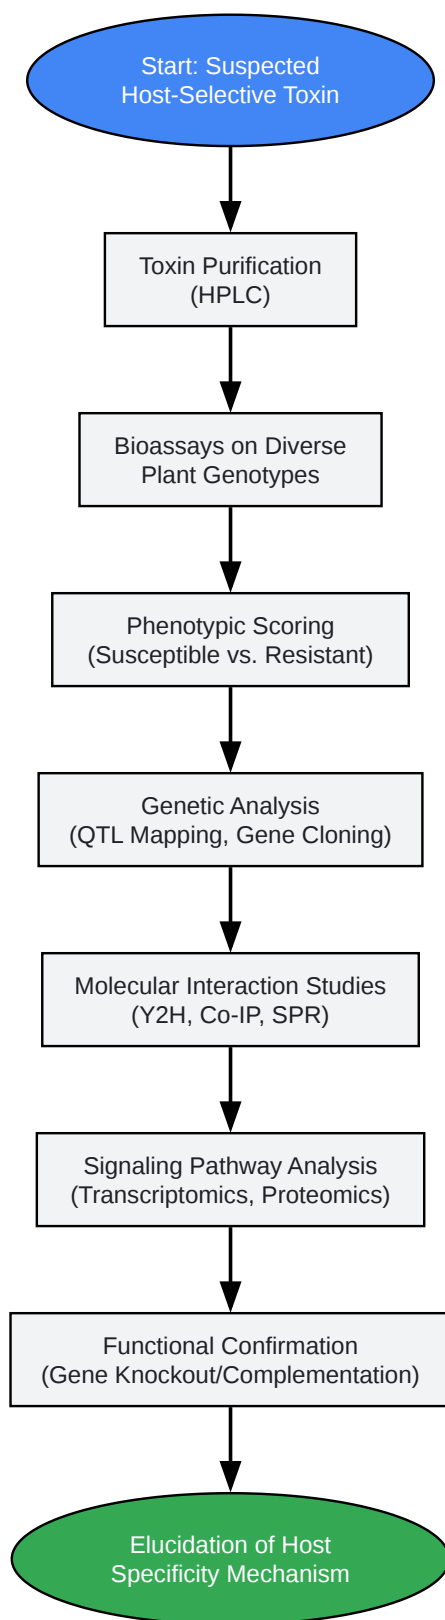 Start: Suspected
Host-Selective Toxin
Toxin Purification
(HPLC)
Bioassays on Diverse
Plant Genotypes
Phenotypic Scoring
(Susceptible vs. Resistant)
Genetic Analysis
(QTL Mapping, Gene Cloning)
Molecular Interaction Studies
(Y2H, Co-IP, SPR)
Signaling Pathway Analysis
(Transcriptomics, Proteomics)
Functional Confirmation
(Gene Knockout/Complementation)
Elucidation of Host
Specificity Mechanism